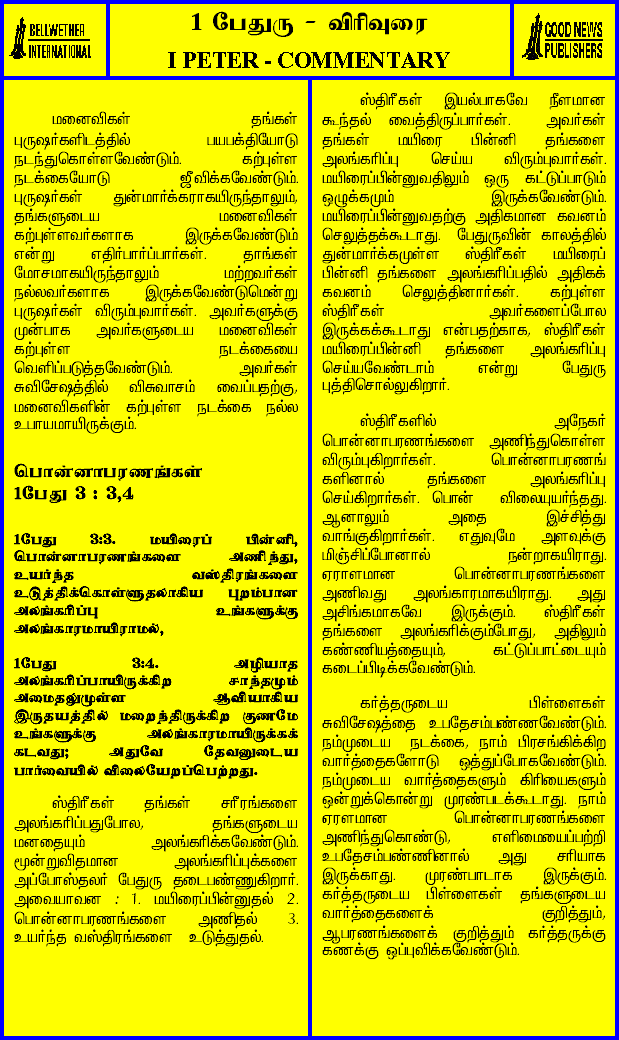 BELLWETHER
INTERNATIONAL
1 பேதுரு - விரிவுரை
I PETER - COMMENTARY
GOOD NEWS
PUBLISHERS
மனைவிகள் தங்கள்
புருஷர்களிடத்தில் பயபக்தியோடு
நடந்துகொள்ளவேண்டும். கற்புள்ள
நடக்கையோடு ஜீவிக்கவேண்டும்.
புருஷர்கள் துன்மார்க்கராகயிருந்தாலும்,
தங்களுடைய மனைவிகள்
கற்புள்ளவர்களாக இருக்கவேண்டும்
என்று எதிர்பார்ப்பார்கள். தாங்கள்
மோசமாகயிருந்தாலும் மற்றவர்கள்
நல்லவர்களாக இருக்கவேண்டுமென்று
புருஷர்கள் விரும்புவார்கள். அவர்களுக்கு
முன்பாக அவர்களுடைய மனைவிகள்
கற்புள்ள நடக்கையை
வெளிப்படுத்தவேண்டும். அவர்கள்
சுவிசேஷத்தில் விசுவாசம் வைப்பதற்கு,
மனைவிகளின் கற்புள்ள நடக்கை நல்ல
உபாயமாயிருக்கும்.
பொன்னாபரணங்கள்
1பேது 3 : 3,4
1பேது 3:3. மயிரைப் பின்னி,
பொன்னாபரணங்களை அணிந்து,
உயர்ந்த வஸ்திரங்களை
உடுத்திக்கொள்ளுதலாகிய புறம்பான
அலங்கரிப்பு உங்களுக்கு
அலங்காரமாயிராமல்,
1பேது 3:4. அழியாத
அலங்கரிப்பாயிருக்கிற சாந்தமும்
அமைதலுமுள்ள ஆவியாகிய
இருதயத்தில் மறைந்திருக்கிற குணமே
உங்களுக்கு அலங்காரமாயிருக்கக்
கடவது; அதுவே தேவனுடைய
பார்வையில் விலையேறப்பெற்றது.
ஸ்திரீகள் தங்கள் சரீரங்களை
அலங்கரிப்பதுபோல, தங்களுடைய
மனதையும் அலங்கரிக்கவேண்டும்.
மூன்றுவிதமான அலங்கரிப்புக்களை
அப்போஸ்தலர் பேதுரு தடைபண்ணுகிறார்.
அவையாவன : 1. மயிரைப்பின்னுதல் 2.
பொன்னாபரணங்களை அணிதல் 3.
உயர்ந்த வஸ்திரங்களை உடுத்துதல்.
ஸ்திரீகள் இயல்பாகவே நீளமான
கூந்தல் வைத்திருப்பார்கள். அவர்கள்
தங்கள் மயிரை பின்னி தங்களை
அலங்கரிப்பு செய்ய விரும்புவார்கள்.
மயிரைப்பின்னுவதிலும் ஒரு கட்டுப்பாடும்
ஒழுக்கமும் இருக்கவேண்டும்.
மயிரைப்பின்னுவதற்கு அதிகமான கவனம்
செலுத்தக்கூடாது. பேதுருவின் காலத்தில்
துன்மார்க்கமுள்ள ஸ்திரீகள் மயிரைப்
பின்னி தங்களை அலங்கரிப்பதில் அதிகக்
கவனம் செலுத்தினார்கள். கற்புள்ள
ஸ்திரீகள் அவர்களைப்போல
இருக்கக்கூடாது என்பதற்காக, ஸ்திரீகள்
மயிரைப்பின்னி தங்களை அலங்கரிப்பு
செய்யவேண்டாம் என்று பேதுரு
புத்திசொல்லுகிறார்.
ஸ்திரீகளில் அநேகர்
பொன்னாபரணங்களை அணிந்துகொள்ள
விரும்புகிறார்கள். பொன்னாபரணங்
களினால் தங்களை அலங்கரிப்பு
செய்கிறார்கள். பொன் விலையுயர்ந்தது.
ஆனாலும் அதை இச்சித்து
வாங்குகிறார்கள். எதுவுமே அளவுக்கு
மிஞ்சிப்போனால் நன்றாகயிராது.
ஏராளமான பொன்னாபரணங்களை
அணிவது அலங்காரமாகயிராது. அது
அசிங்கமாகவே இருக்கும். ஸ்திரீகள்
தங்களை அலங்கரிக்கும்போது, அதிலும்
கண்ணியத்தையும், கட்டுப்பாட்டையும்
கடைப்பிடிக்கவேண்டும்.
கர்த்தருடைய பிள்ளைகள்
சுவிசேஷத்தை உபதேசம்பண்ணவேண்டும்.
நம்முடைய நடக்கை, நாம் பிரசங்கிக்கிற
வார்த்தைகளோடு ஒத்துப்போகவேண்டும்.
நம்முடைய வார்த்தைகளும் கிரியைகளும்
ஒன்றுக்கொன்று முரண்படக்கூடாது. நாம்
ஏராளமான பொன்னாபரணங்களை
அணிந்துகொண்டு, எளிமையைப்பற்றி
உபதேசம்பண்ணினால் அது சரியாக
இருக்காது. முரண்பாடாக இருக்கும்.
கர்த்தருடைய பிள்ளைகள் தங்களுடைய
வார்த்தைகளைக் குறித்தும்,
ஆபரணங்களைக் குறித்தும் கர்த்தருக்கு
கணக்கு ஒப்புவிக்கவேண்டும்.